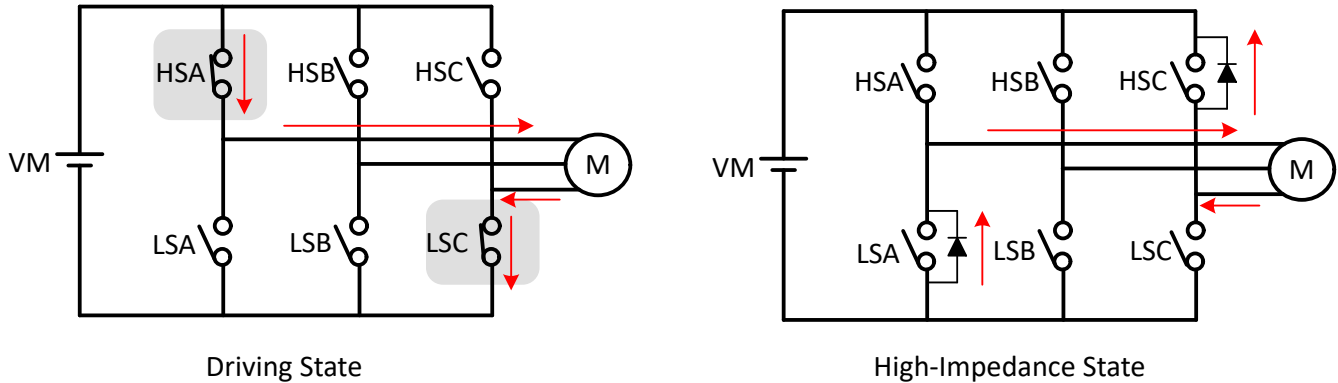 HSA
HSB
HSC
VM
M
LSA
LSB
LSC
Driving State
HSA
HSB
HSC
VM
M
LSA
LSB
LSC
High-Impedance State